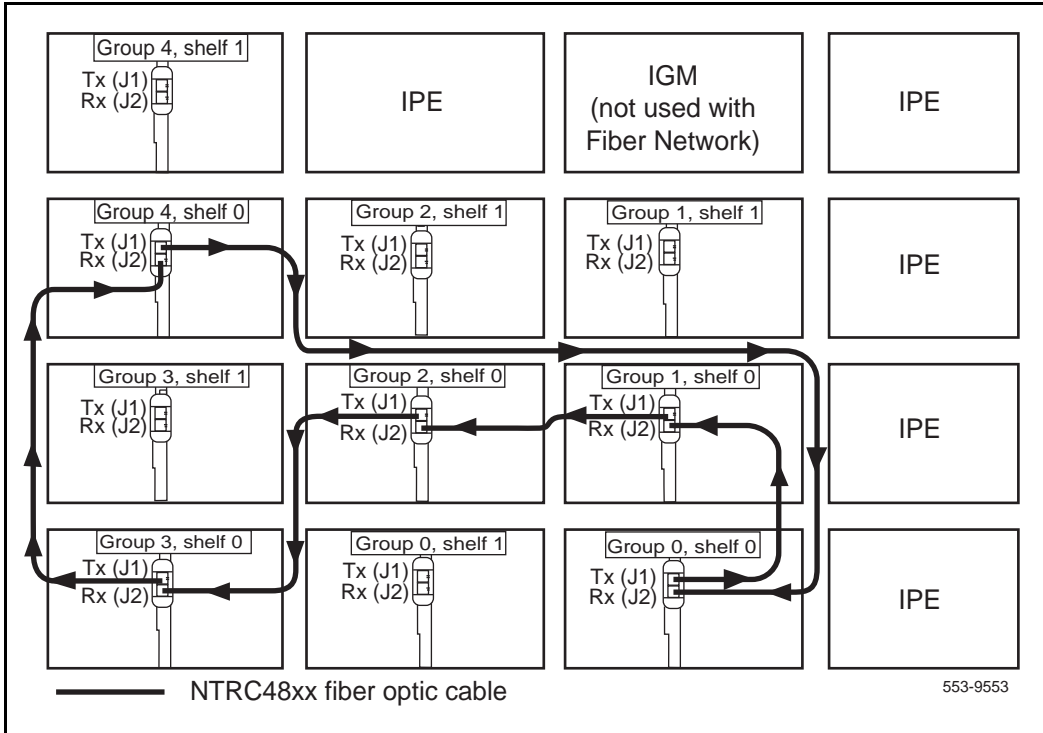 Group 4, shelf 1
Tx (J1)
Rx (J2)
IPE
IGM
(not used with
Fiber Network)
IPE
Group 4, shelf 0
Tx (J1)
Rx (J2)
Group 2, shelf 1
Tx (J1)
Rx (J2)
Group 1, shelf 1
Tx (J1)
Rx (J2)
IPE
Group 3, shelf 1
Tx (J1)
Rx (J2)
Group 2, shelf 0
Tx (J1)
Rx (J2)
Group 1, shelf 0
Tx (J1)
Rx (J2)
IPE
Group 3, shelf 0
Tx (J1)
Rx (J2)
Group 0, shelf 1
Tx (J1)
Rx (J2)
Group 0, shelf 0
Tx (J1)
Rx (J2)
IPE
NTRC48xx fiber optic cable
553-9553